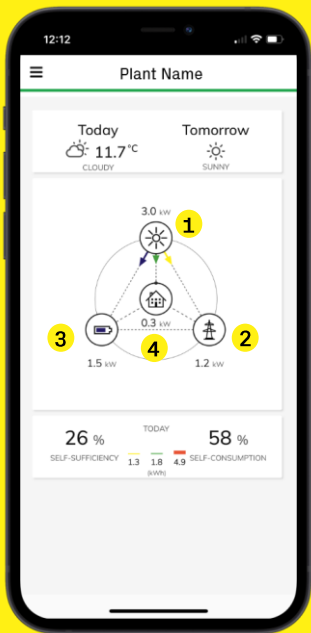 12:12
Plant Name
Today
Tomorrow
11.7°C
CLOUDY
SUNNY
3.0 kW
1
0.3 kW
3
4
2
1.5 kW
1.2 kW
26 %
TODAY
58 %
SELF-SUFFICIENCY
1.3
1.8
4.9
SELF-CONSUMPTION
(kWh)